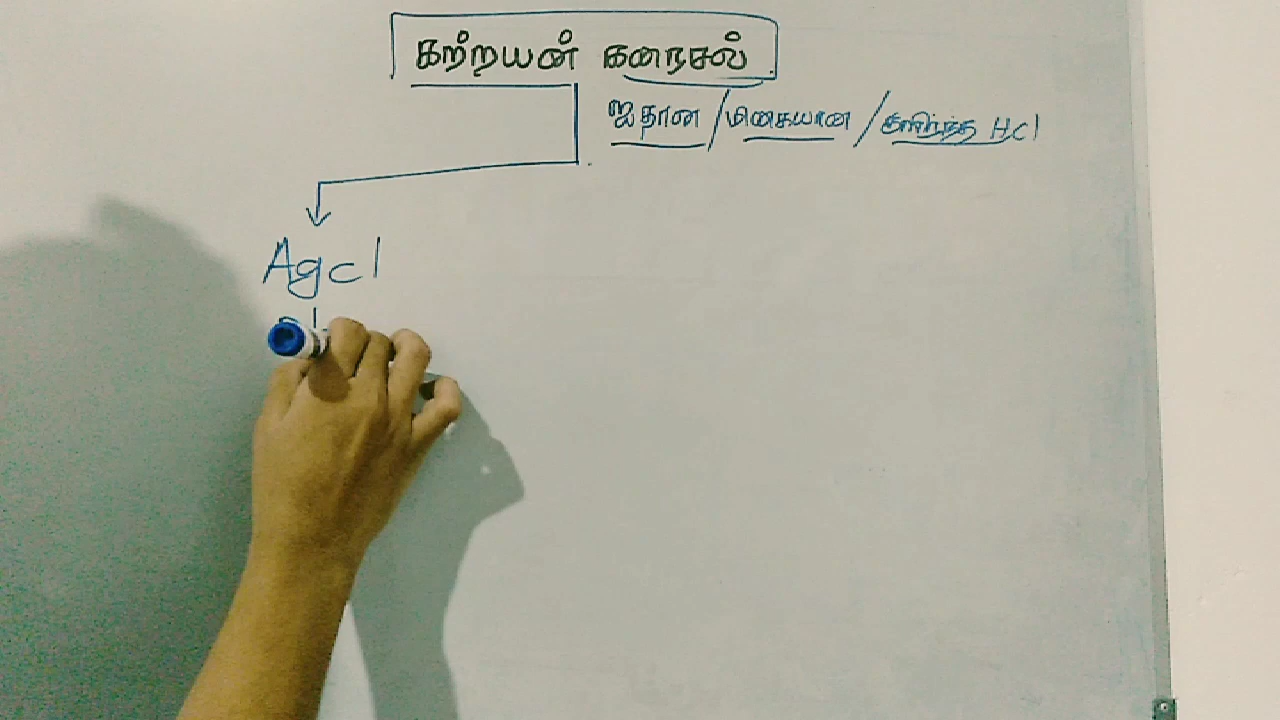 கற்றயன் கரைசல்
ஐதான / மிகையான / குளிர்ந்த HCl
AgCl